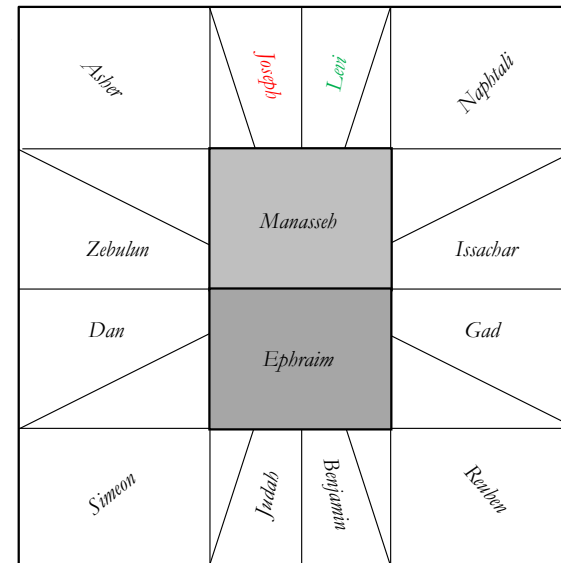 Asher
Joseph
Levi
Naphtali
Manasseh
Zebulun
Issachar
Dan
Ephraim
Gad
Simeon
Judah
Benjamin
Reuben